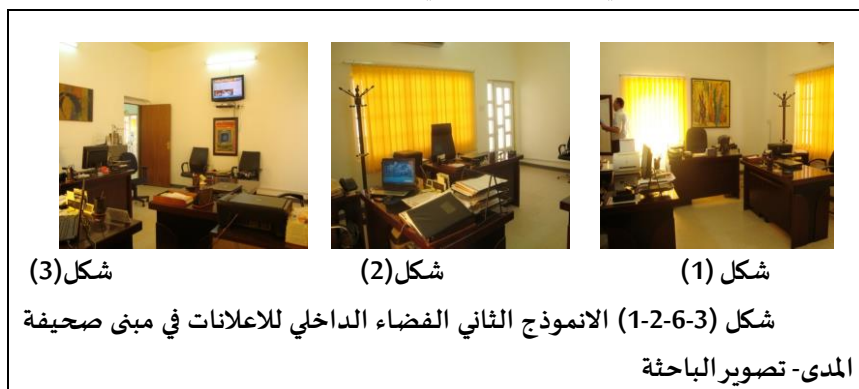 شكل (1) شكل(2) شكل(3)
شكل (1-2-6-3) الانموذج الثاني الفضاء الداخلي للاعلانات في مبنى صحيفة
المدى- تصوير الباحثة